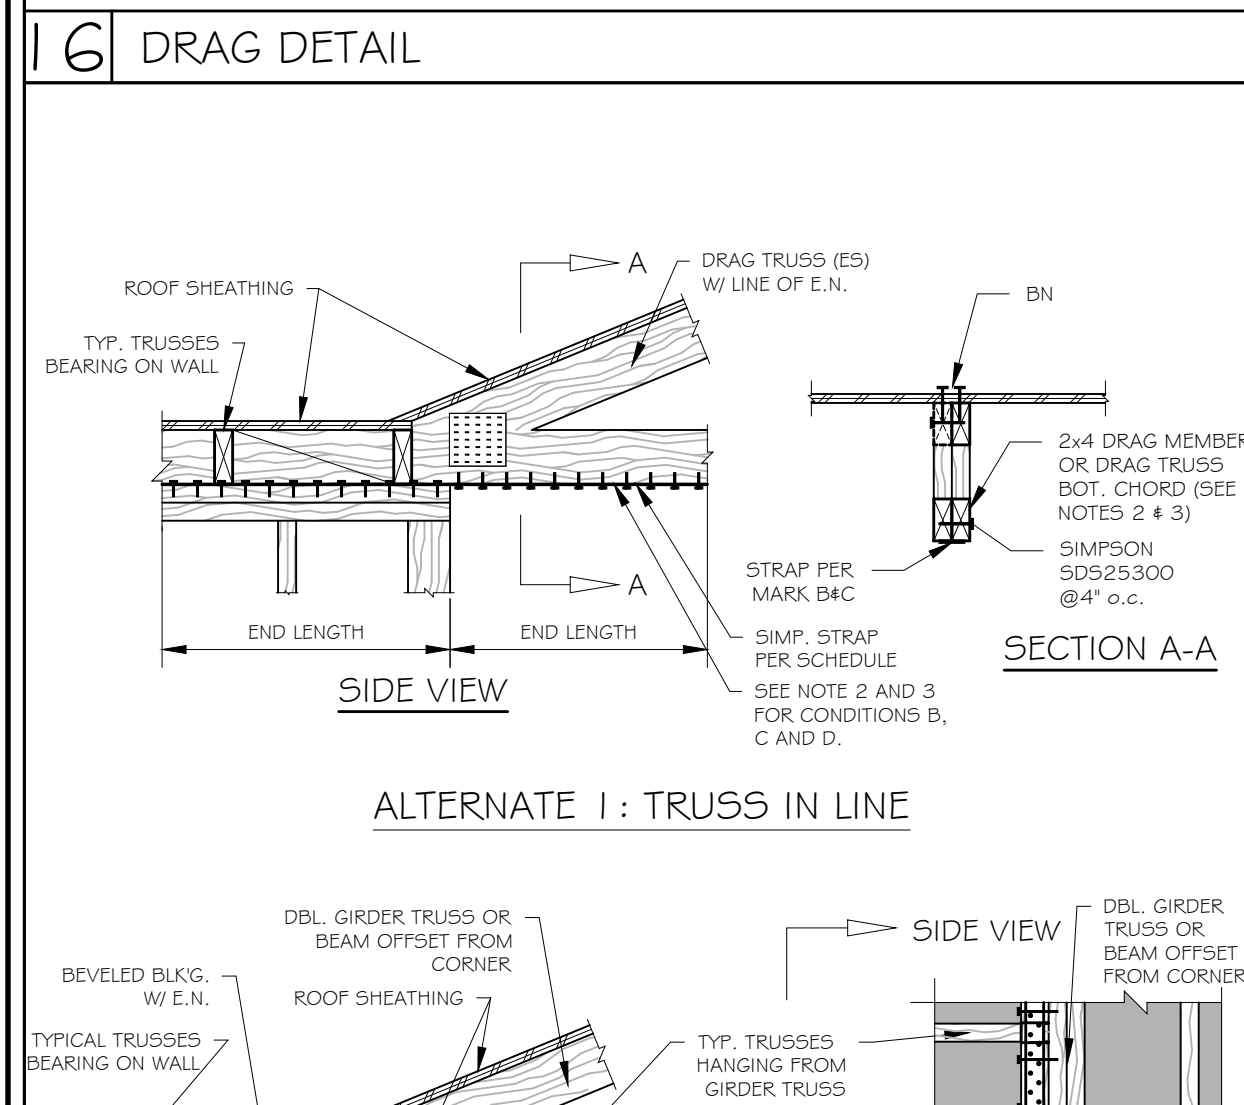 16 DRAG DETAIL
ROOF SHEATHING
TYP. TRUSSES
BEARING ON WALL
A
DRAG TRUSS (ES)
W/ LINE OF E.N.
BN
2x4 DRAG MEMBER
OR DRAG TRUSS
BOT. CHORD (SEE
NOTES 2 & 3)
SIMPSON
SDS25300
@4" o.c.
STRAP PER
MARK B&C
A
END LENGTH
END LENGTH
SIMP. STRAP
PER SCHEDULE
SEE NOTE 2 AND 3
FOR CONDITIONS B,
C AND D.
SIDE VIEW
SECTION A-A
ALTERNATE 1: TRUSS IN LINE
DBL. GIRDER TRUSS OR
BEAM OFFSET FROM
CORNER
BEVELED BLK'G.
W/ E.N.
ROOF SHEATHING
TYPICAL TRUSSES
BEARING ON WALL
SIDE VIEW
DBL. GIRDER
TRUSS OR
BEAM OFFSET
FROM CORNER
TYP. TRUSSES
HANGING FROM
GIRDER TRUSS